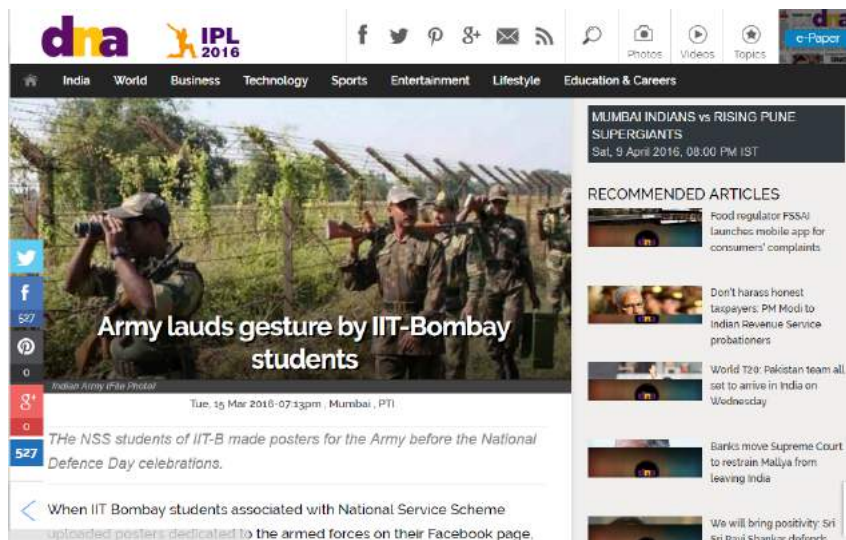 dna
IPL
2016
Photos
Videos
Topics
e-Paper
India World Business Technology Sports Entertainment Lifestyle Education & Careers
Army lauds gesture by IIT-Bombay
students
Indian Army (File Photo)
Tue, 15 Mar 2016-07:13pm , Mumbai , PTI
THe NSS students of IIT-B made posters for the Army before the National
Defence Day celebrations.
When IIT Bombay students associated with National Service Scheme
uploaded posters dedicated to the armed forces on their Facebook page,
527
0
0
527
MUMBAI INDIANS vs RISING PUNE
SUPERGIANTS
Sat, 9 April 2016, 08:00 PM IST
RECOMMENDED ARTICLES
Food regulator FSSAI
launches mobile app for
consumers' complaints
Don't harass honest
taxpayers: PM Modi to
Indian Revenue Service
probationers
World T20: Pakistan team all
set to arrive in India on
Wednesday
Banks move Supreme Court
to restrain Mallya from
leaving India
We will bring positivity: Sri
Sri Ravi Shankar defends